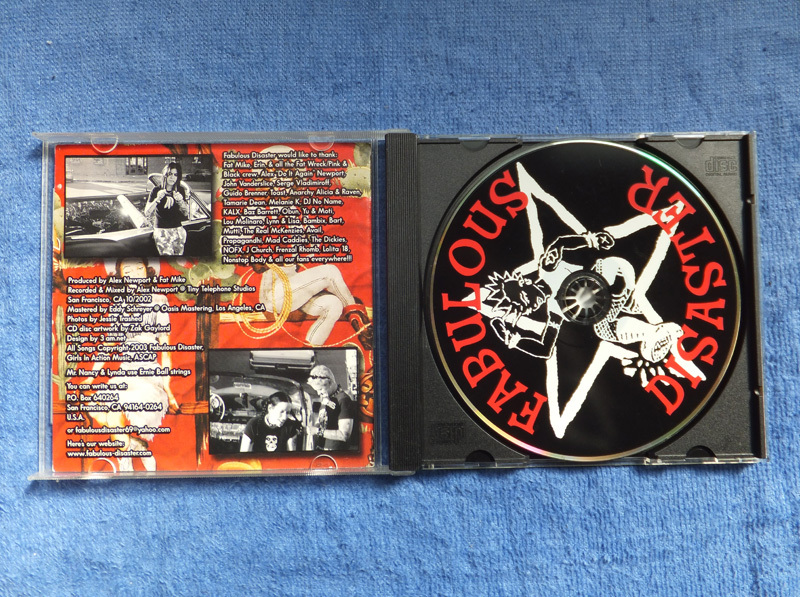 Fabulous Disaster would like to thank:
Fat Mike, Erin, & all the Fat Wreck/Pink &
Black crew, Alex "Do It Again" Newport,
John Vanderslice, Serge Vladimiroff,
Guido Brenner, Toast, Anarchy Alicia & Raven,
Tamarie Dean, Melanie K, DJ No Name,
KALX, Baz Barrett, Obun, Yu & Moti,
Lou Molinaro, Lynn & Lisa, Bambix, Bart,
Mutti, The Real McKenzies, Avail,
Propagandhi, Mad Caddies, The Dickies,
NOFX, J Church, Frenzal Rhomb, Lolita 18,
Nonstop Body & all our fans everywhere!!!
Produced by Alex Newport & Fat Mike
Recorded & Mixed by Alex Newport @ Tiny Telephone Studios
San Francisco, CA 10/2002
Mastered by Eddy Schreyer @ Oasis Mastering, Los Angeles, CA
Photos by Jessie Trashed
CD disc artwork by Zak Gaylord
Design by 3 am.net
All Songs Copyright 2003 Fabulous Disaster,
Girls in Action Music, ASCAP
Mr. Nancy & Lynda use Ernie Ball strings
You can write us at:
P.O. Box 640264
San Francisco, CA 94164-0264
U.S.A.
or fabulousdisaster69@yahoo.com
Here's our website:
www.fabulous-disaster.com
FABULOUS
DISASTER
disc